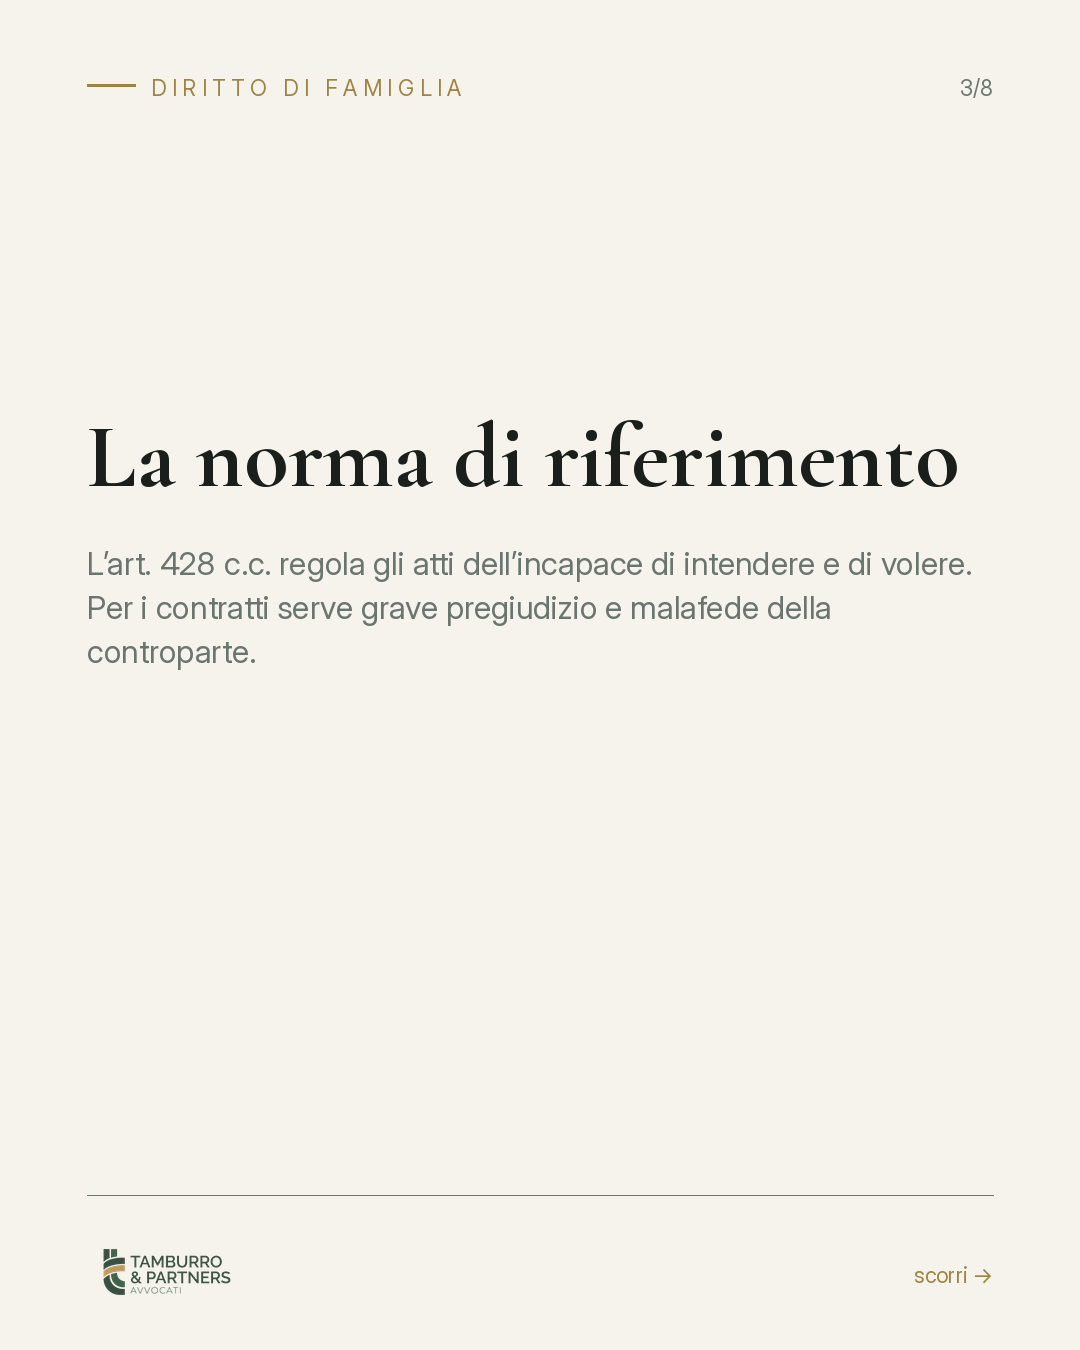 DIRITTO DI FAMIGLIA
3/8
La norma di riferimento
L’art. 428 c.c. regola gli atti dell’incapace di intendere e di volere.
Per i contratti serve grave pregiudizio e malafede della
controparte.
TAMBURRO
& PARTNERS
AVVOCATI
scorri →